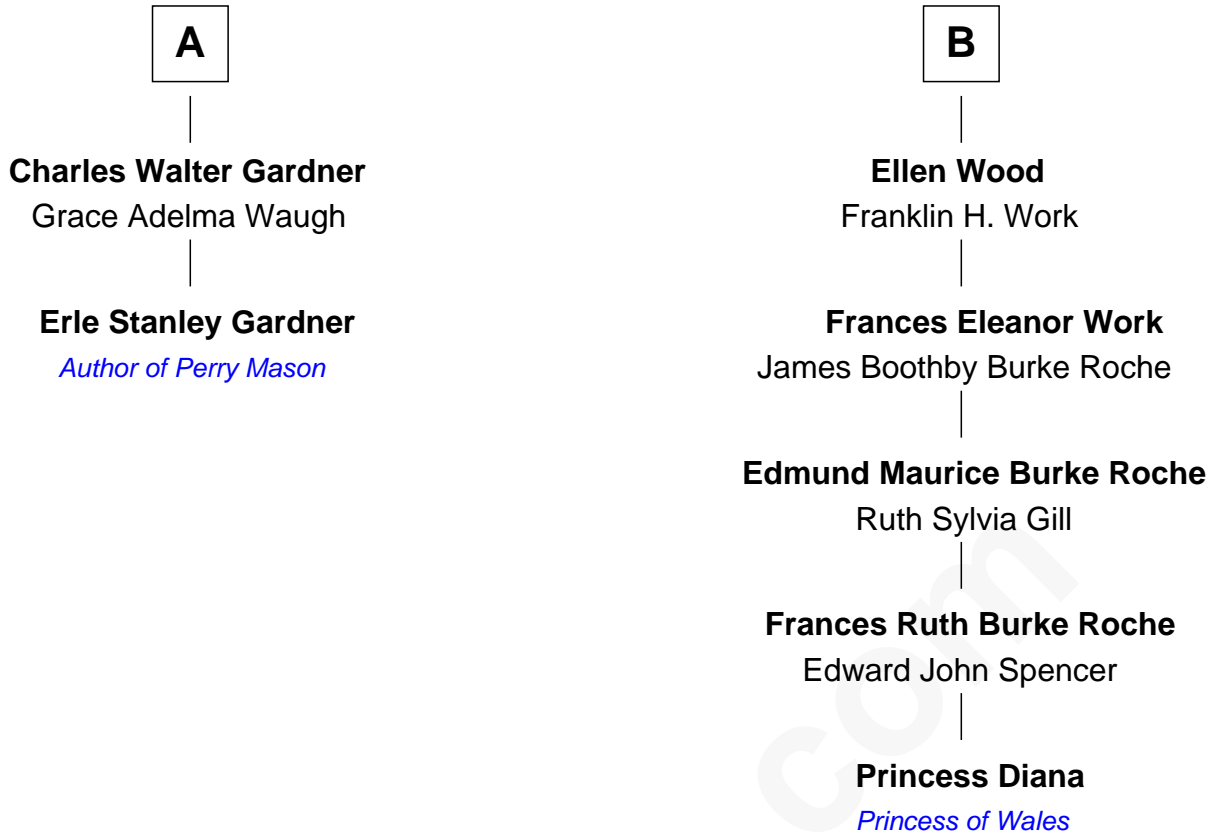 A
Charles Walter Gardner
Grace Adelma Waugh
Erle Stanley Gardner
Author of Perry Mason
B
Ellen Wood
Franklin H. Work
Frances Eleanor Work
James Boothby Burke Roche
Edmund Maurice Burke Roche
Ruth Sylvia Gill
Frances Ruth Burke Roche
Edward John Spencer
Princess Diana
Princess of Wales
com